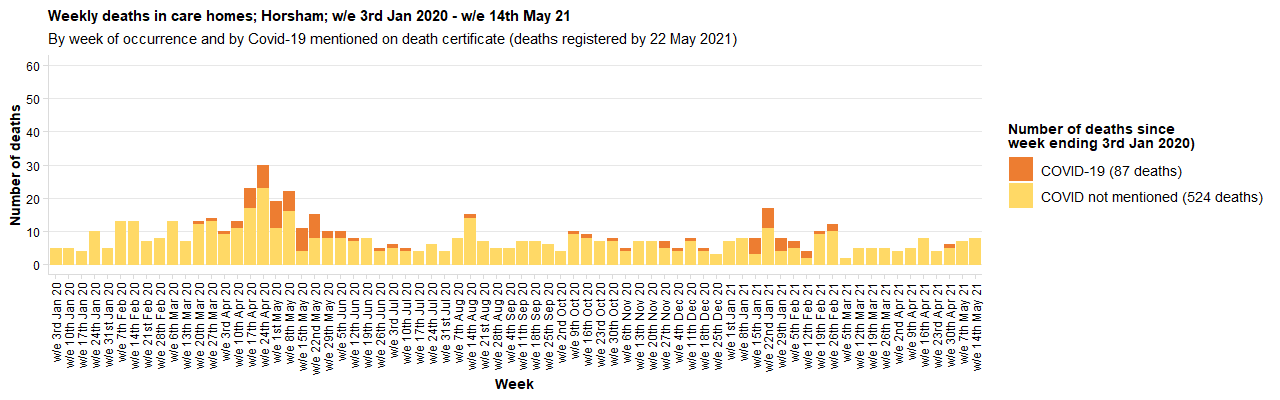 Weekly deaths in care homes; Horsham; w/e 3rd Jan 2020 - w/e 14th May 21
By week of occurrence and by Covid-19 mentioned on death certificate (deaths registered by 22 May 2021)
60
50
40
30
20
10
0
Number of deaths
w/e 3rd Jan 20
w/e 10th Jan 20
w/e 17th Jan 20
w/e 24th Jan 20
w/e 31st Jan 20
w/e 7th Feb 20
w/e 14th Feb 20
w/e 21st Feb 20
w/e 28th Feb 20
w/e 6th Mar 20
w/e 13th Mar 20
w/e 20th Mar 20
w/e 27th Mar 20
w/e 3rd Apr 20
w/e 10th Apr 20
w/e 17th Apr 20
w/e 24th Apr 20
w/e 1st May 20
w/e 8th May 20
w/e 15th May 20
w/e 22nd May 20
w/e 29th May 20
w/e 5th Jun 20
w/e 12th Jun 20
w/e 19th Jun 20
w/e 26th Jun 20
w/e 3rd Jul 20
w/e 10th Jul 20
w/e 17th Jul 20
w/e 24th Jul 20
w/e 31st Jul 20
w/e 7th Aug 20
w/e 14th Aug 20
w/e 21st Aug 20
w/e 28th Aug 20
w/e 4th Sep 20
w/e 11th Sep 20
w/e 18th Sep 20
w/e 25th Sep 20
w/e 2nd Oct 20
w/e 9th Oct 20
w/e 16th Oct 20
w/e 23rd Oct 20
w/e 30th Oct 20
w/e 6th Nov 20
w/e 13th Nov 20
w/e 20th Nov 20
w/e 27th Nov 20
w/e 4th Dec 20
w/e 11th Dec 20
w/e 18th Dec 20
w/e 25th Dec 20
w/e 1st Jan 21
w/e 8th Jan 21
w/e 15th Jan 21
w/e 22nd Jan 21
w/e 29th Jan 21
w/e 5th Feb 21
w/e 12th Feb 21
w/e 19th Feb 21
w/e 26th Feb 21
w/e 5th Mar 21
w/e 12th Mar 21
w/e 19th Mar 21
w/e 26th Mar 21
w/e 2nd Apr 21
w/e 9th Apr 21
w/e 16th Apr 21
w/e 23rd Apr 21
w/e 30th Apr 21
w/e 7th May 21
w/e 14th May 21
Week
Number of deaths since
week ending 3rd Jan 2020)
COVID-19 (87 deaths)
COVID not mentioned (524 deaths)